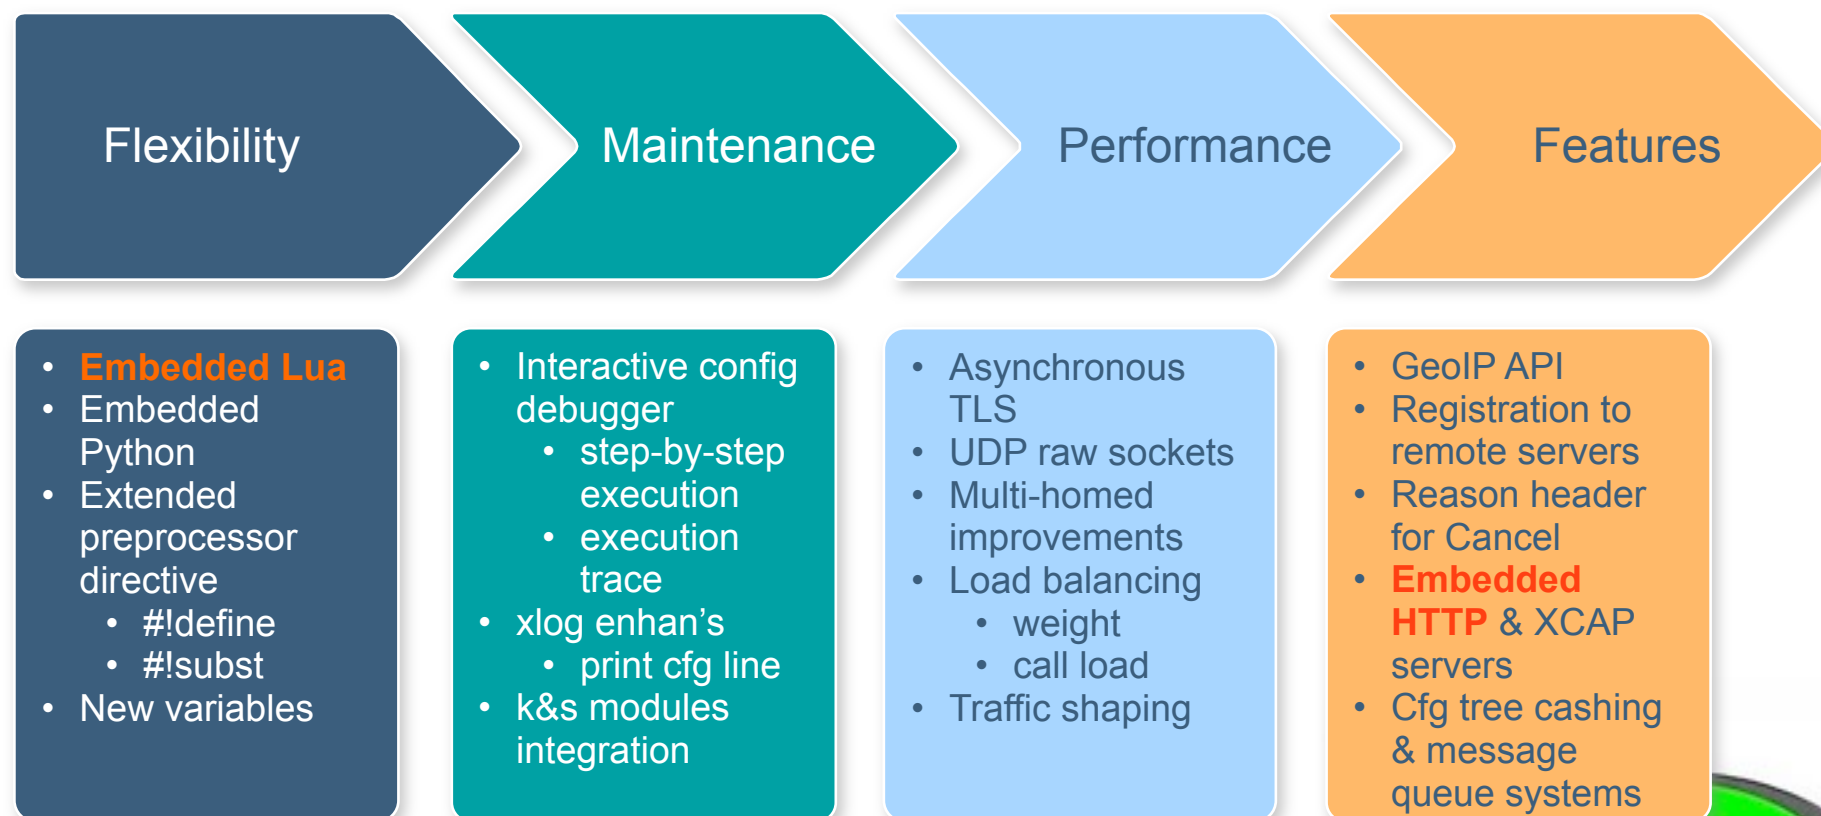 Flexibility
Maintenance
Performance
Features
• Embedded Lua
• Embedded
Python
• Extended
preprocessor
directive
• #!define
• #!subst
• New variables
• Interactive config
debugger
• step-by-step
execution
• execution
trace
• xlog enhan’s
• print cfg line
• k&s modules
integration
• Asynchronous
TLS
• UDP raw sockets
• Multi-homed
improvements
• Load balancing
• weight
• call load
• Traffic shaping
• GeoIP API
• Registration to
remote servers
• Reason header
for Cancel
• Embedded
HTTP & XCAP
servers
• Cfg tree cashing
& message
queue systems